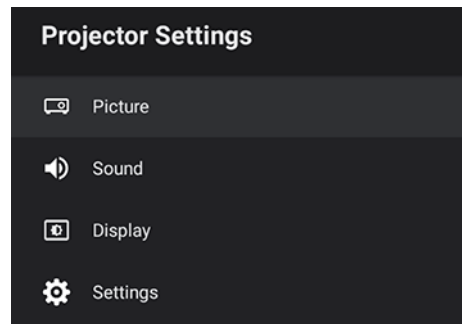 Projector Settings
Picture
Sound
Display
Settings